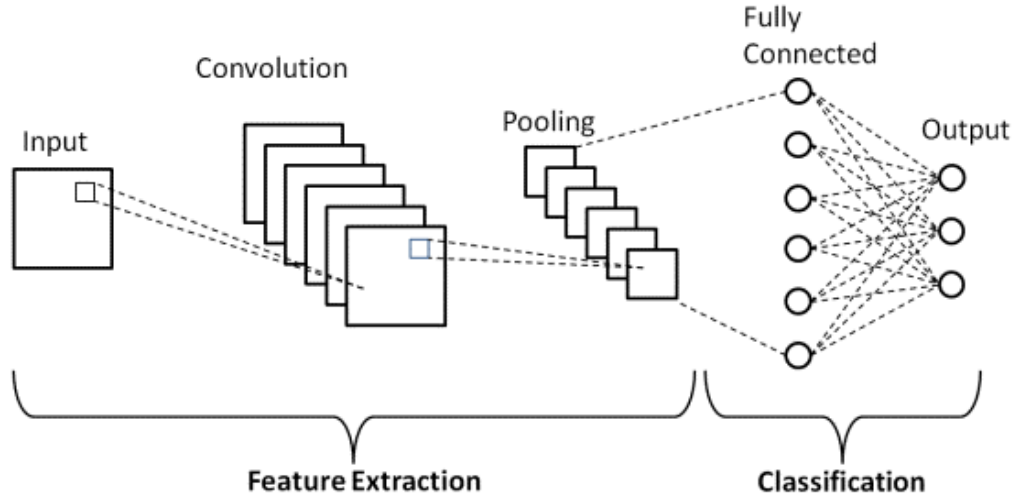 Input
Convolution
Pooling
Fully
Connected
Output
Feature Extraction
Classification